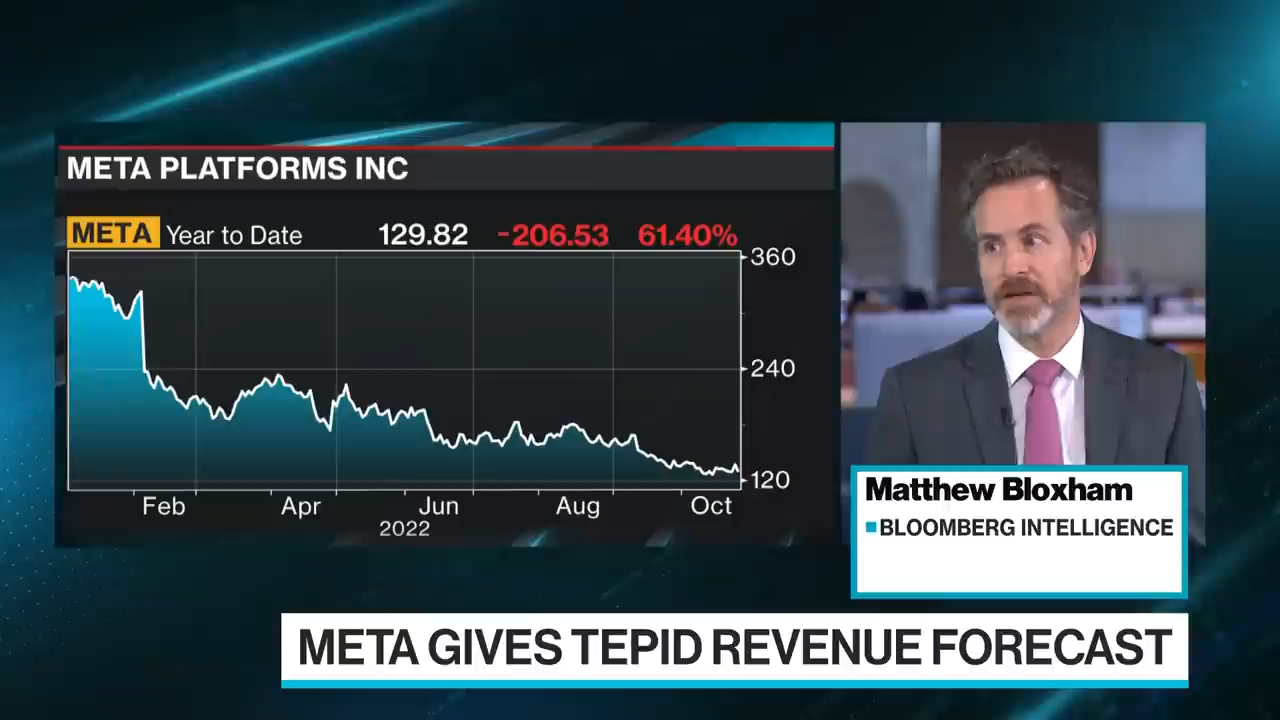 META PLATFORMS INC
META Year to Date 129.82 -206.53 61.40%
360
240
120
Feb Apr Jun Aug Oct
2022
Matthew Bloxham
BLOOMBERG INTELLIGENCE
META GIVES TEPID REVENUE FORECAST